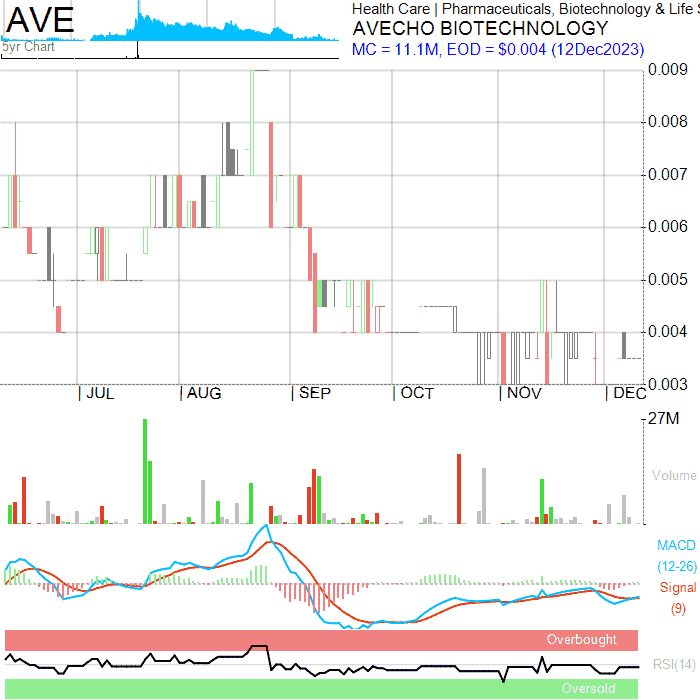 AVE
5yr Chart
Health Care | Pharmaceuticals, Biotechnology & Life S
AVECHO BIOTECHNOLOGY
MC = 11.1M, EOD = $0.004 (12Dec2023)
0.009
0.008
0.007
0.006
0.005
0.004
0.003
| JUL | AUG | SEP | OCT | NOV | DEC
27M
Volume
MACD
(12-26)
Signal
(9)
Overbought
RSI(14)
Oversold